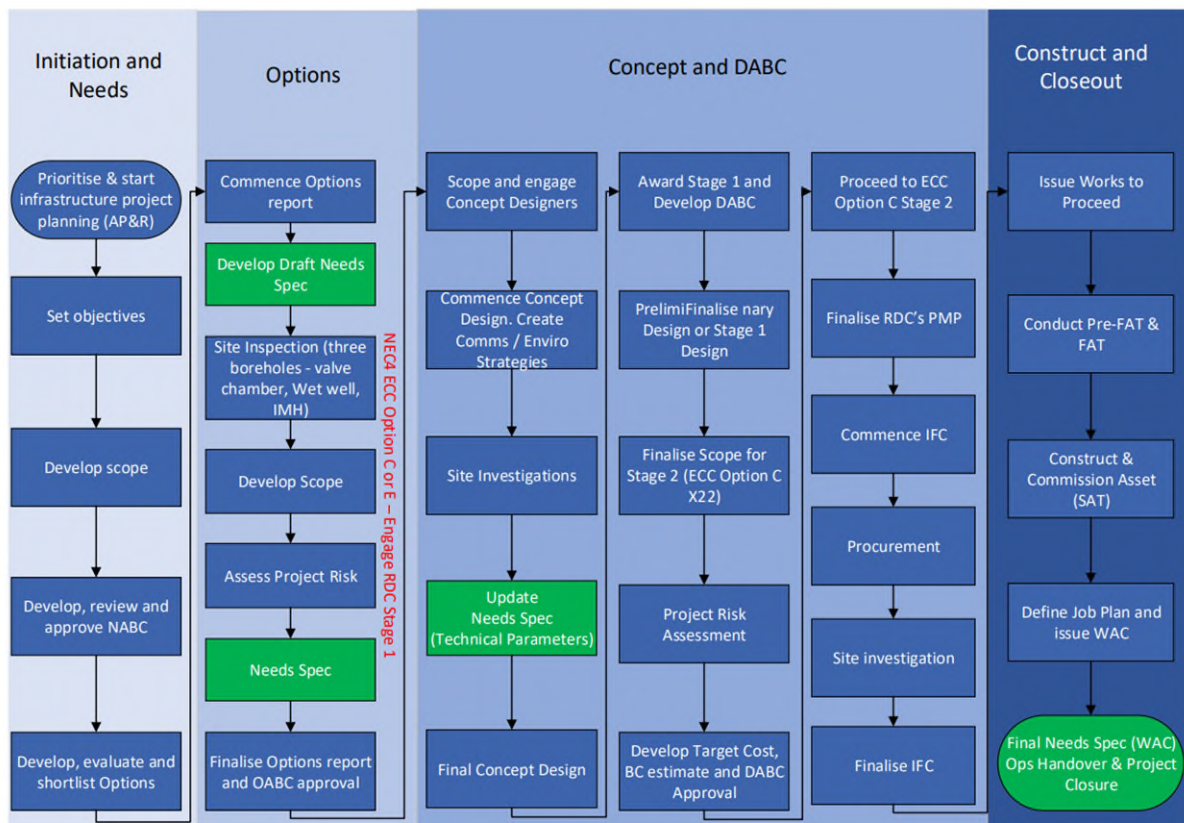 Initiation and
Needs
Prioritise & start
infrastructure project
planning (AP&R)
Set objectives
Develop scope
Develop, review and
approve NABC
Develop, evaluate and
shortlist Options
Options
Commence Options
report
Develop Draft Needs
Spec
Site Inspection (three
boreholes - valve
chamber, Wet well,
IMH)
Develop Scope
Assess Project Risk
Needs Spec
Finalise Options report
and OABC approval
NEC4 ECC Option C or E – Engage RDC Stage 1
Concept and DABC
Scope and engage
Concept Designers
Commence Concept
Design. Create
Comms / Enviro
Strategies
Site Investigations
Update
Needs Spec
(Technical Parameters)
Final Concept Design
Award Stage 1 and
Develop DABC
PrelimiFinalise nary
Design or Stage 1
Design
Finalise Scope for
Stage 2 (ECC Option C
X22)
Project Risk
Assessment
Develop Target Cost,
BC estimate and DABC
Approval
Proceed to ECC
Option C Stage 2
Finalise RDC's PMP
Commence IFC
Procurement
Site investigation
Finalise IFC
Construct and
Closeout
Issue Works to
Proceed
Conduct Pre-FAT &
FAT
Construct &
Commission Asset
(SAT)
Define Job Plan and
issue WAC
Final Needs Spec (WAC)
Ops Handover & Project
Closure